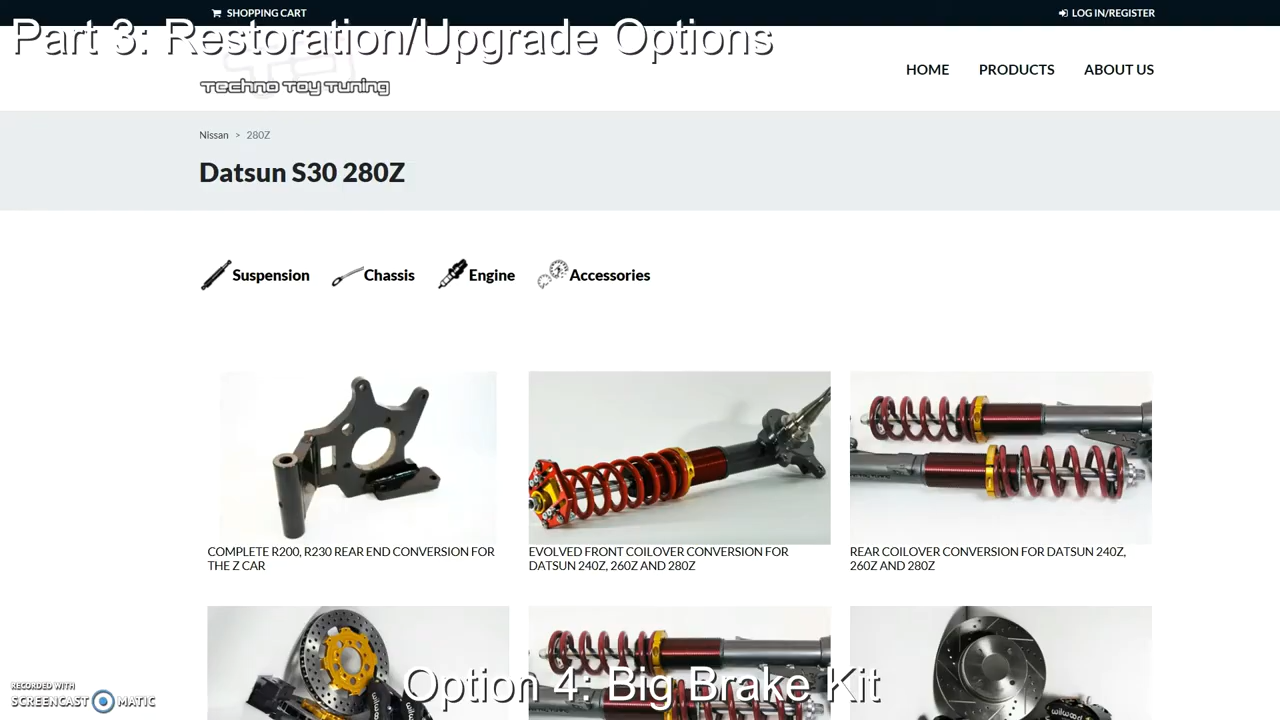 SHOPPING CART
LOG IN/REGISTER
Part 3: Restoration/Upgrade Options
Techno Toy Tuning
HOME
PRODUCTS
ABOUT US
Nissan > 280Z
Datsun S30 280Z
Suspension
Chassis
Engine
Accessories
COMPLETE R200, R230 REAR END CONVERSION FOR
THE Z CAR
EVOLVED FRONT COILOVER CONVERSION FOR
DATSUN 240Z, 260Z AND 280Z
REAR COILOVER CONVERSION FOR DATSUN 240Z,
260Z AND 280Z
Option 4: Big Brake Kit
wilwood
wilwood
RECORDED WITH
SCREENCAST MATIC